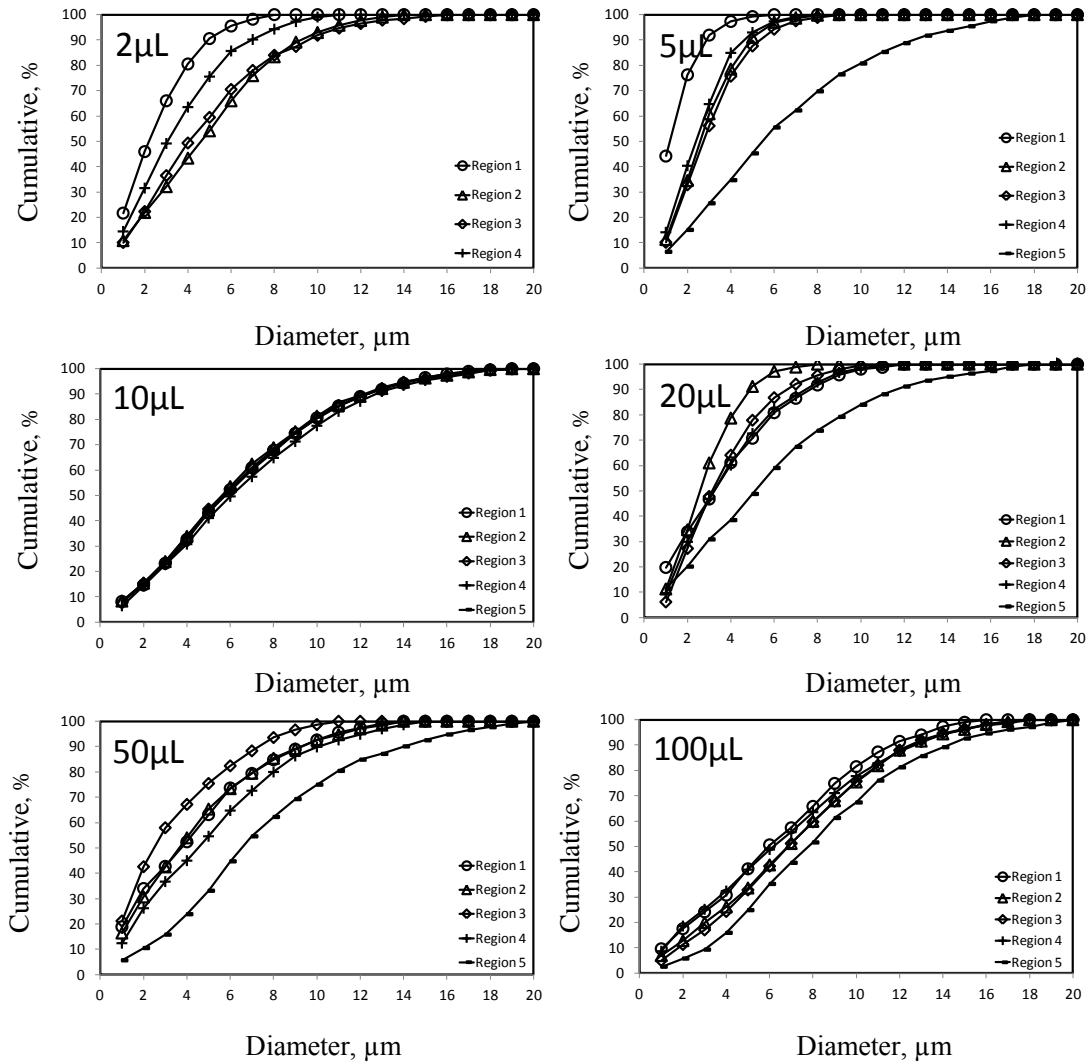 2µL
Cumulative, %
100
90
80
70
60
50
40
30
20
10
0
Region 1
Region 2
Region 3
Region 4
0 2 4 6 8 10 12 14 16 18 20
Diameter, µm
5µL
Cumulative, %
100
90
80
70
60
50
40
30
20
10
0
Region 1
Region 2
Region 3
Region 4
Region 5
0 2 4 6 8 10 12 14 16 18 20
Diameter, µm
10µL
Cumulative, %
100
90
80
70
60
50
40
30
20
10
0
Region 1
Region 2
Region 3
Region 4
Region 5
0 2 4 6 8 10 12 14 16 18 20
Diameter, µm
20µL
Cumulative, %
100
90
80
70
60
50
40
30
20
10
0
Region 1
Region 2
Region 3
Region 4
Region 5
0 2 4 6 8 10 12 14 16 18 20
Diameter, µm
50µL
Cumulative, %
100
90
80
70
60
50
40
30
20
10
0
Region 1
Region 2
Region 3
Region 4
Region 5
0 2 4 6 8 10 12 14 16 18 20
Diameter, µm
100µL
Cumulative, %
100
90
80
70
60
50
40
30
20
10
0
Region 1
Region 2
Region 3
Region 4
Region 5
0 2 4 6 8 10 12 14 16 18 20
Diameter, µm